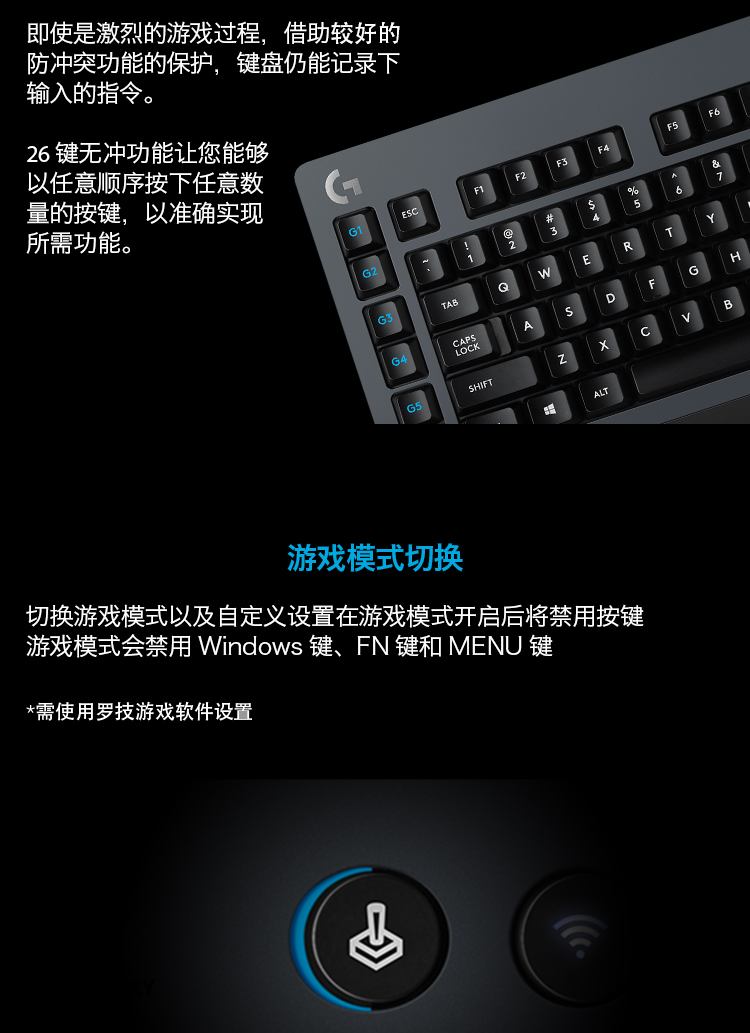 即使是激烈的游戏过程，借助较好的
防冲突功能的保护，键盘仍能记录下
输入的指令。
26 键无冲功能让您能够
以任意顺序按下任意数
量的按键，以准确实现
所需功能。
G1
G2
G3
G4
G5
ESC
F1
F2
F3
F4
F5
F6
~ `
! 1
@ 2
# 3
$ 4
% 5
^ 6
& 7
TAB
Q
W
E
R
T
Y
CAPS LOCK
A
S
D
F
G
H
SHIFT
Z
X
C
V
B
ALT
游戏模式切换
切换游戏模式以及自定义设置在游戏模式开启后将禁用按键
游戏模式会禁用 Windows 键、FN 键和 MENU 键
*需使用罗技游戏软件设置